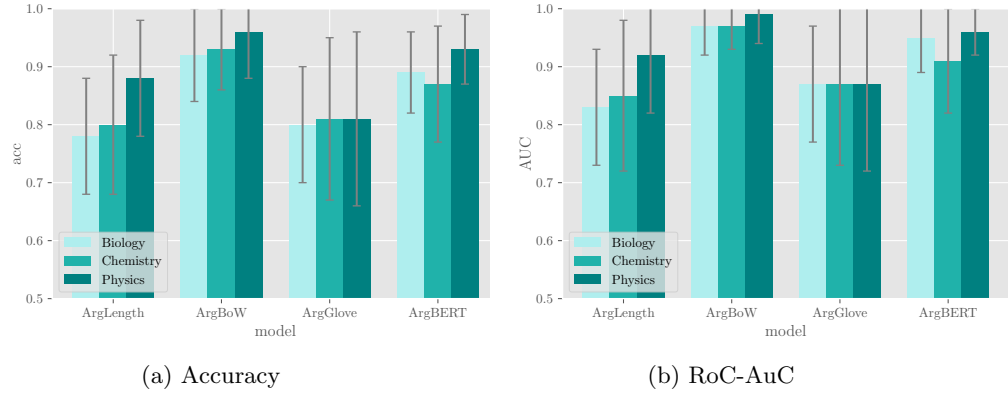 1.0
0.9
0.8
0.7
0.6
0.5
acc
Biology
Chemistry
Physics
ArgLength ArgBoW ArgGlove ArgBERT
model
(a) Accuracy
1.0
0.9
0.8
0.7
0.6
0.5
AUC
Biology
Chemistry
Physics
ArgLength ArgBoW ArgGlove ArgBERT
model
(b) RoC-AuC